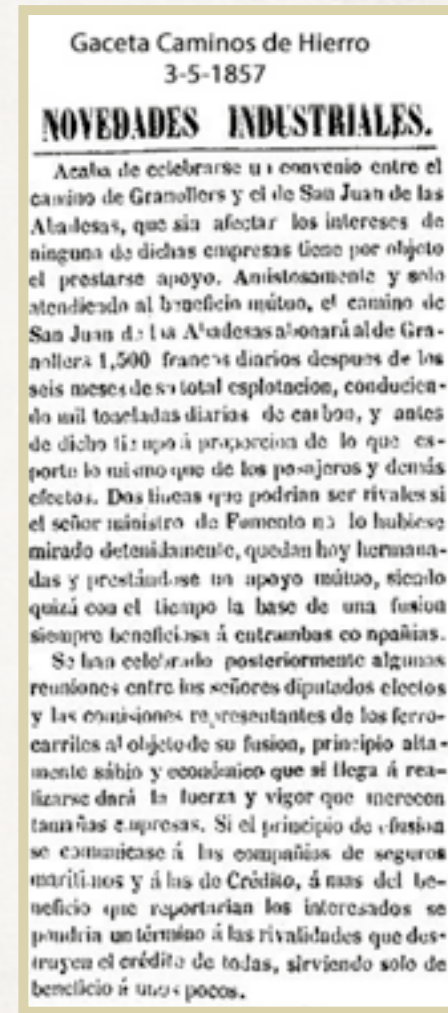 Gaceta Caminos de Hierro
3-5-1857
NOVEDADES INDUSTRIALES.
Acaba de celebrarse un convenio entre el
camino de Granollers y el de San Juan de las
Abadesas, que sin afectar los intereses de
ninguna de dichas empresas tiene por objeto
el prestarse apoyo. Amistosamente y solo
atendiendo al beneficio mútuo, el camino de
San Juan de las Abadesas abonará al de Gra-
nollers 1,500 francos diarios despues de los
seis meses de su total esplotacion, conducien-
do mil toneladas diarias de carbon, y antes
de dicho tiempo á proporcion de lo que es-
porte lo mismo que de los pasajeros y demás
efectos. Dos lineas que podrian ser rivales si
el señor ministro de Fomento no lo hubiese
mirado detenidamente, quedan hoy hermana-
das y prestándose un apoyo mútuo, siendo
quizá con el tiempo la base de una fusion
siempre beneficiosa á entrambas compañias.
Se han celebrado posteriormente algunas
reuniones entre los señores diputados electos
y las comisiones representantes de los ferro-
carriles al objeto de su fusion, principio alta-
mente sábio y económico que si llega á rea-
lizarse dará la fuerza y vigor que merecen
tamañas empresas. Si el principio de fusion
se comunicase á las compañias de seguros
marítimos y á las de Crédito, á mas del be-
neficio que reportarian los interesados se
pondria un término á las rivalidades que des-
truyen el crédito de todas, sirviendo solo de
beneficio á unos pocos.